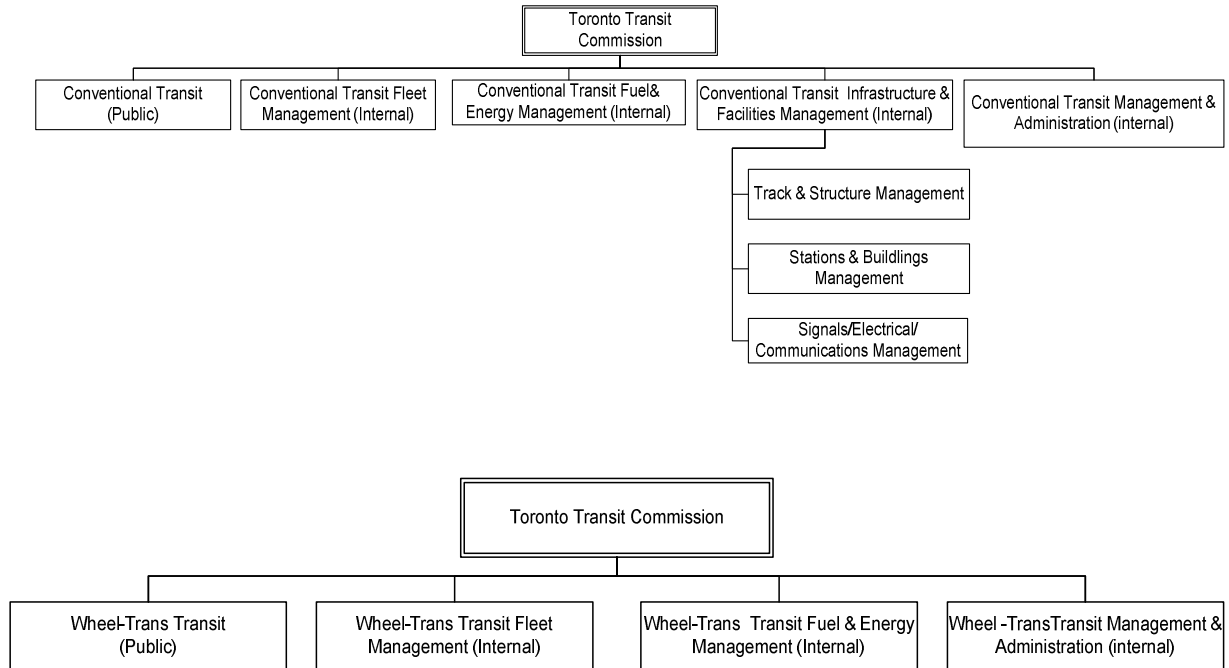 Toronto Transit
Commission
Conventional Transit
(Public)
Conventional Transit Fleet
Management (Internal)
Conventional Transit Fuel&
Energy Management (Internal)
Conventional Transit Infrastructure &
Facilities Management (Internal)
Conventional Transit Management &
Administration (internal)
Track & Structure Management
Stations & Buildlings
Management
Signals/Electrical/
Communications Management
Toronto Transit Commission
Wheel-Trans Transit
(Public)
Wheel-Trans Transit Fleet
Management (Internal)
Wheel-Trans Transit Fuel & Energy
Management (Internal)
Wheel -TransTransit Management &
Administration (internal)